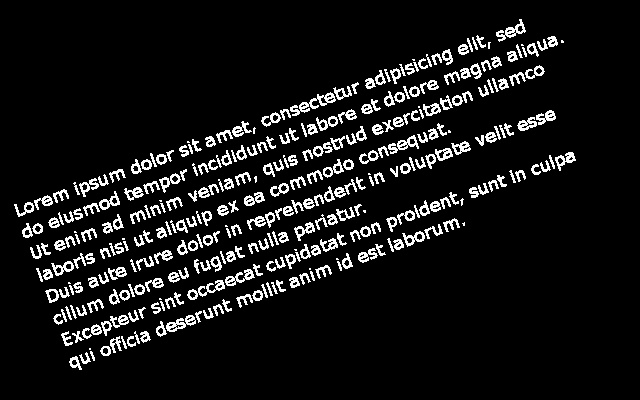 Lorem ipsum dolor sit amet, consectetur adipisicing elit, sed
do eiusmod tempor incididunt ut labore et dolore magna aliqua.
Ut enim ad minim veniam, quis nostrud exercitation ullamco
laboris nisi ut aliquip ex ea commodo consequat.
Duis aute irure dolor in reprehenderit in voluptate velit esse
cillum dolore eu fugiat nulla pariatur.
Excepteur sint occaecat cupidatat non proident, sunt in culpa
qui officia deserunt mollit anim id est laborum.